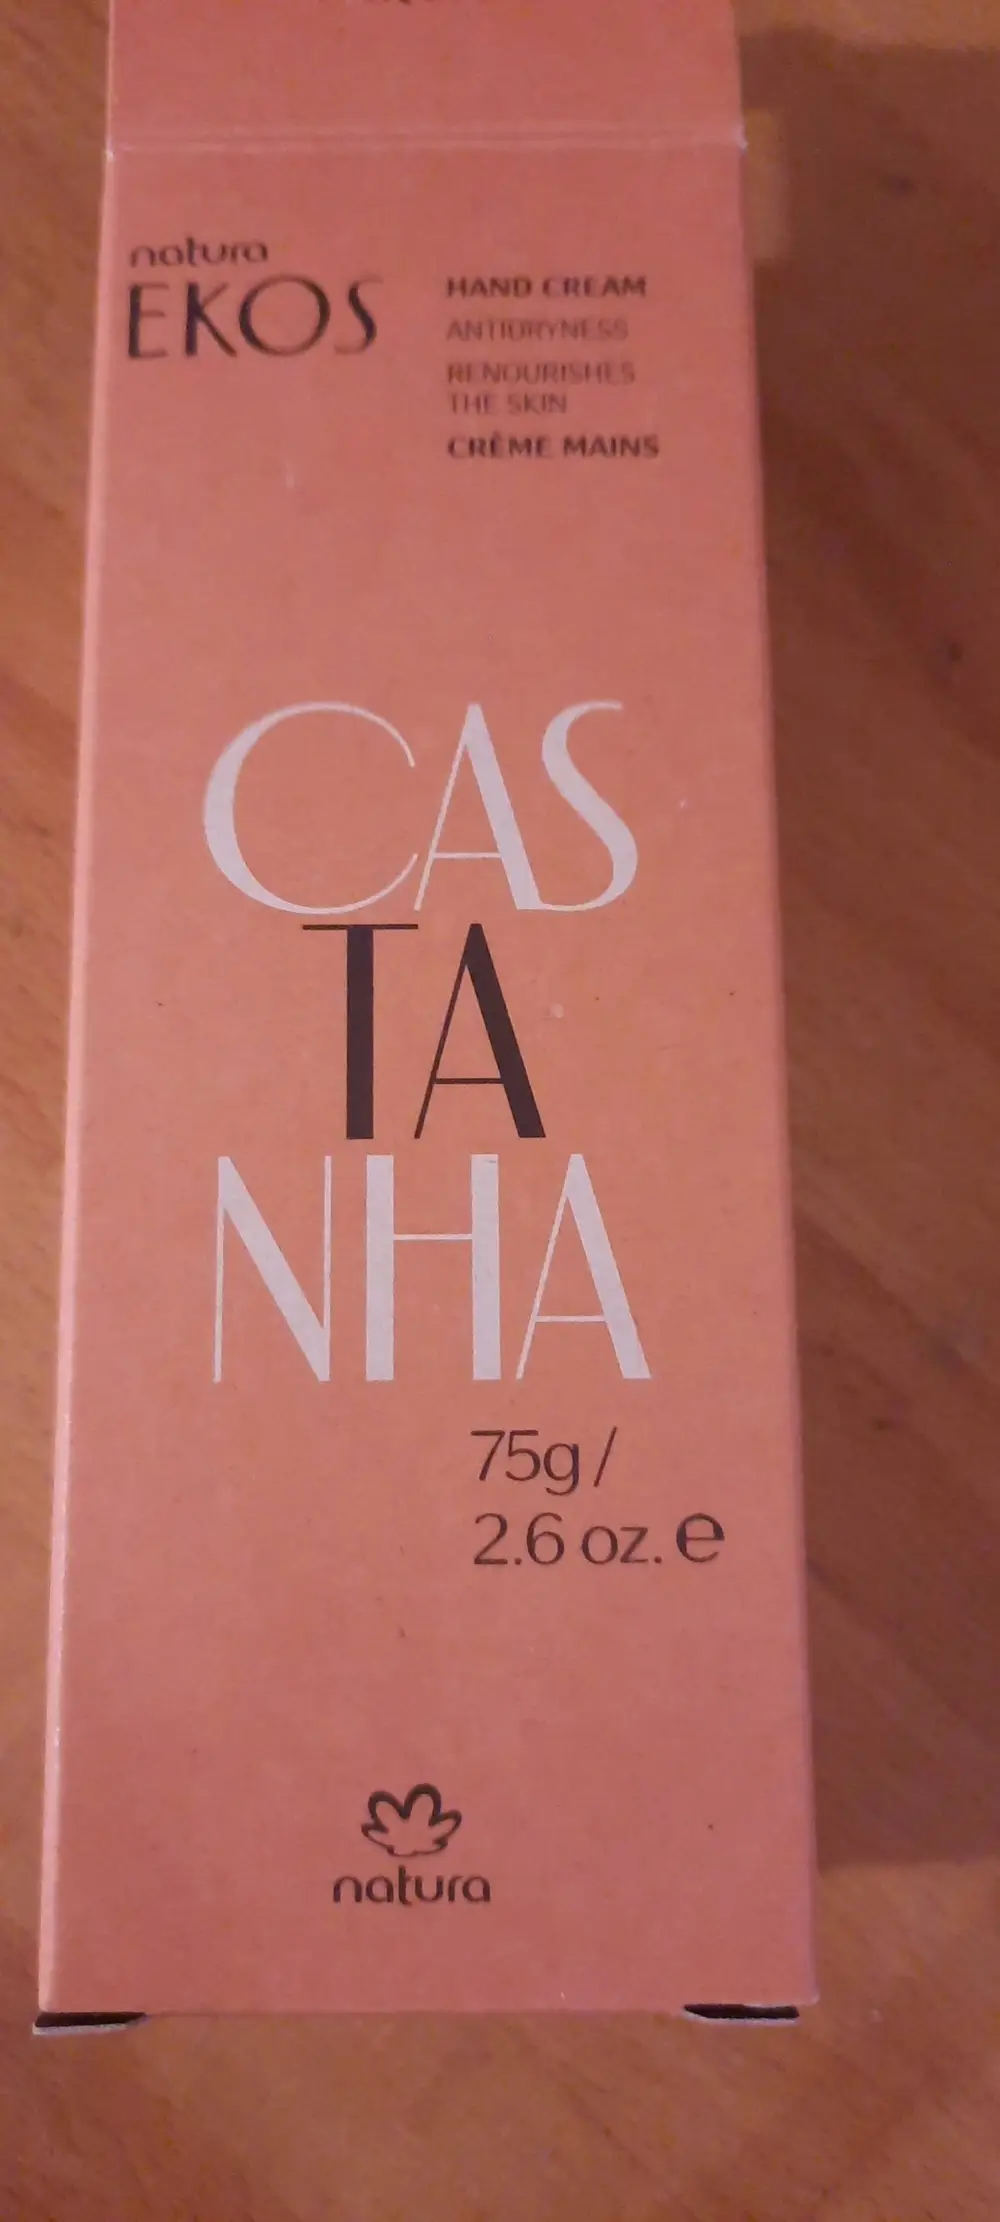 natura
EKOS
HAND CREAM
ANTIDRYNESS
RENOURISHES
THE SKIN
CRÈME MAINS
CAS
TA
NHA
75g /
2.6 oz. e
natura